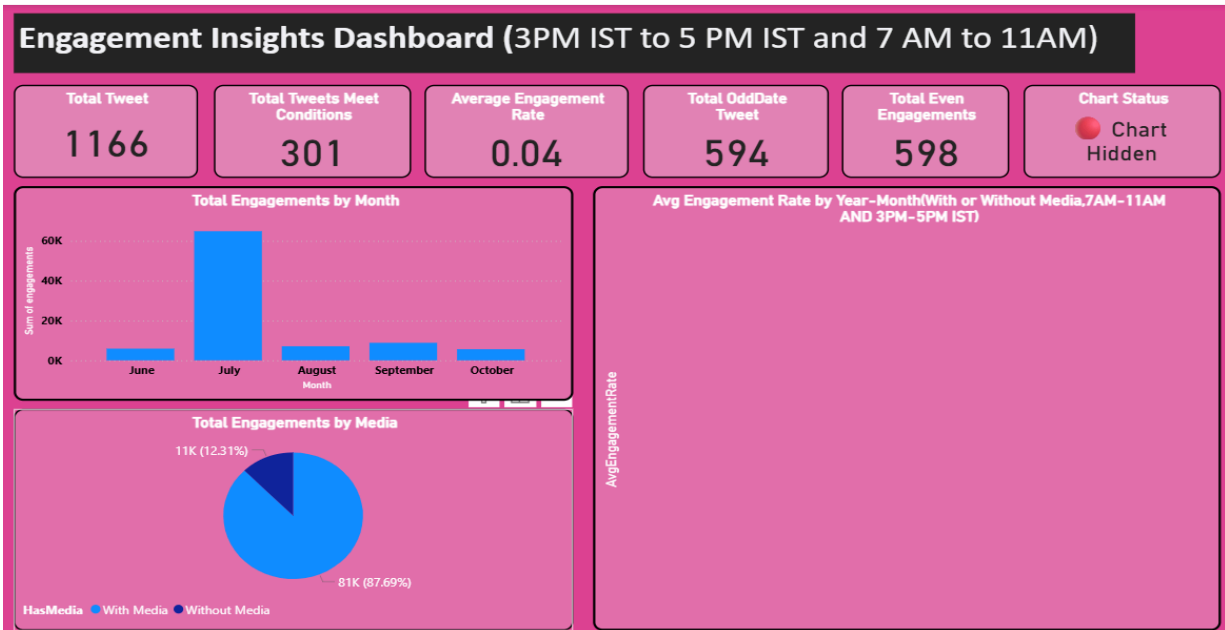 Engagement Insights Dashboard (3PM IST to 5 PM IST and 7 AM to 11AM)
Total Tweet
1166
Total Tweets Meet
Conditions
301
Average Engagement
Rate
0.04
Total OddDate
Tweet
594
Total Even
Engagements
598
Chart Status
Chart
Hidden
Total Engagements by Month
Sum of engagements
60K
40K
20K
0K
June July August September October
Month
Total Engagements by Media
11K (12.31%)
81K (87.69%)
HasMedia With Media Without Media
Avg Engagement Rate by Year-Month(With or Without Media,7AM-11AM
AND 3PM-5PM IST)
AvgEngagementRate